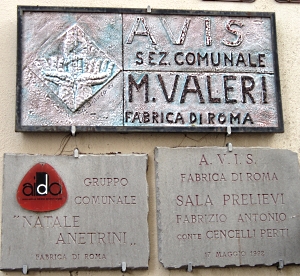 A.V.I.S
SEZ. COMUNALE
M. VALERI
FABRICA DI ROMA
ado
GRUPPO
COMUNALE
"NATALE
ANETRINI"
FABRICA DI ROMA
A. V. I. S.
FABRICA DI ROMA
SALA PRELIEVI
FABRIZIO ANTONIO
CONTE CENCELLI PERTI
17 MAGGIO